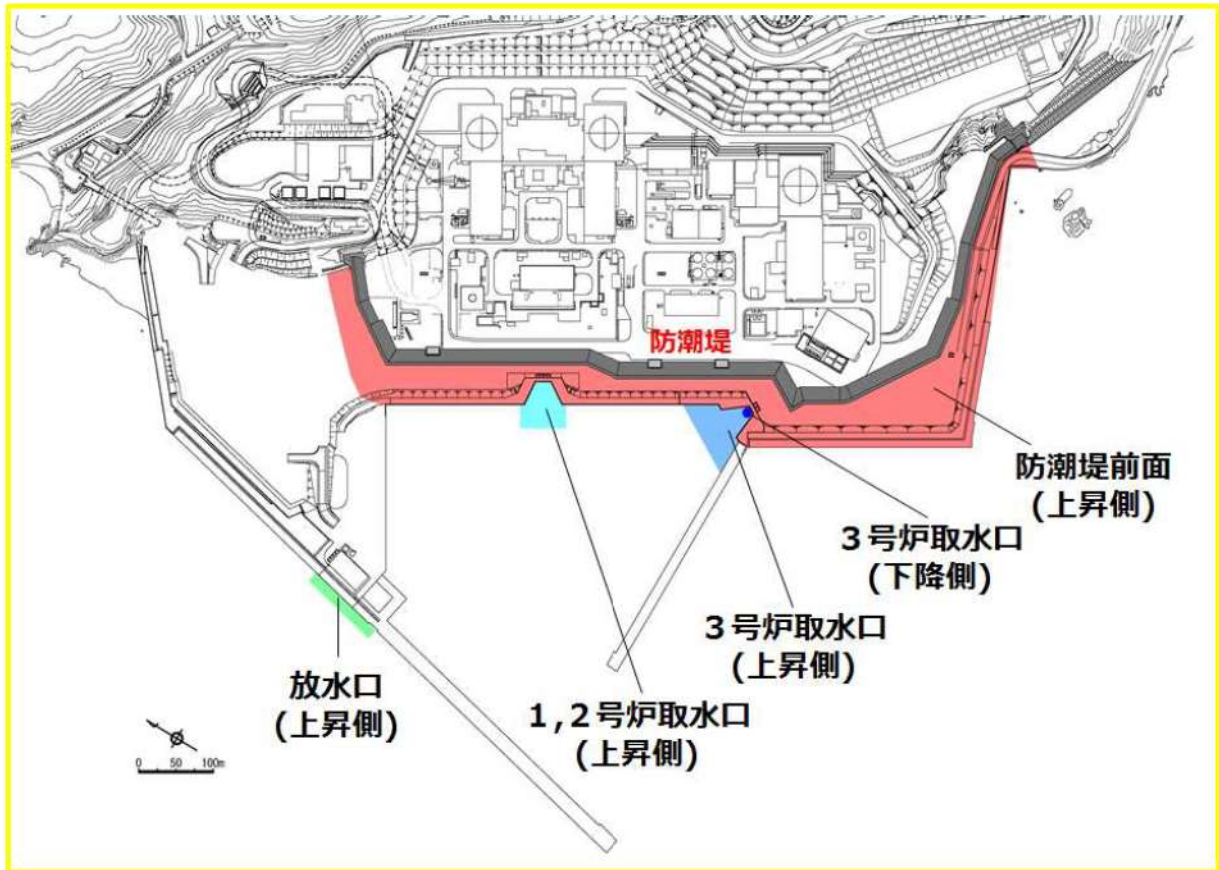 防潮堤
防潮堤前面
(上昇側)
3号炉取水口
(下降側)
3号炉取水口
(上昇側)
1,2号炉取水口
(上昇側)
放水口
(上昇側)
0 50 100m